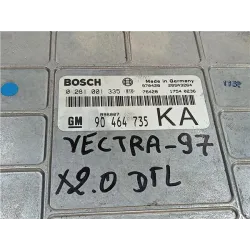 BOSCH
Made in Germany
0 281 001 335
GM
90 464 735 KA
VECTRA-97
X2.0 DTL